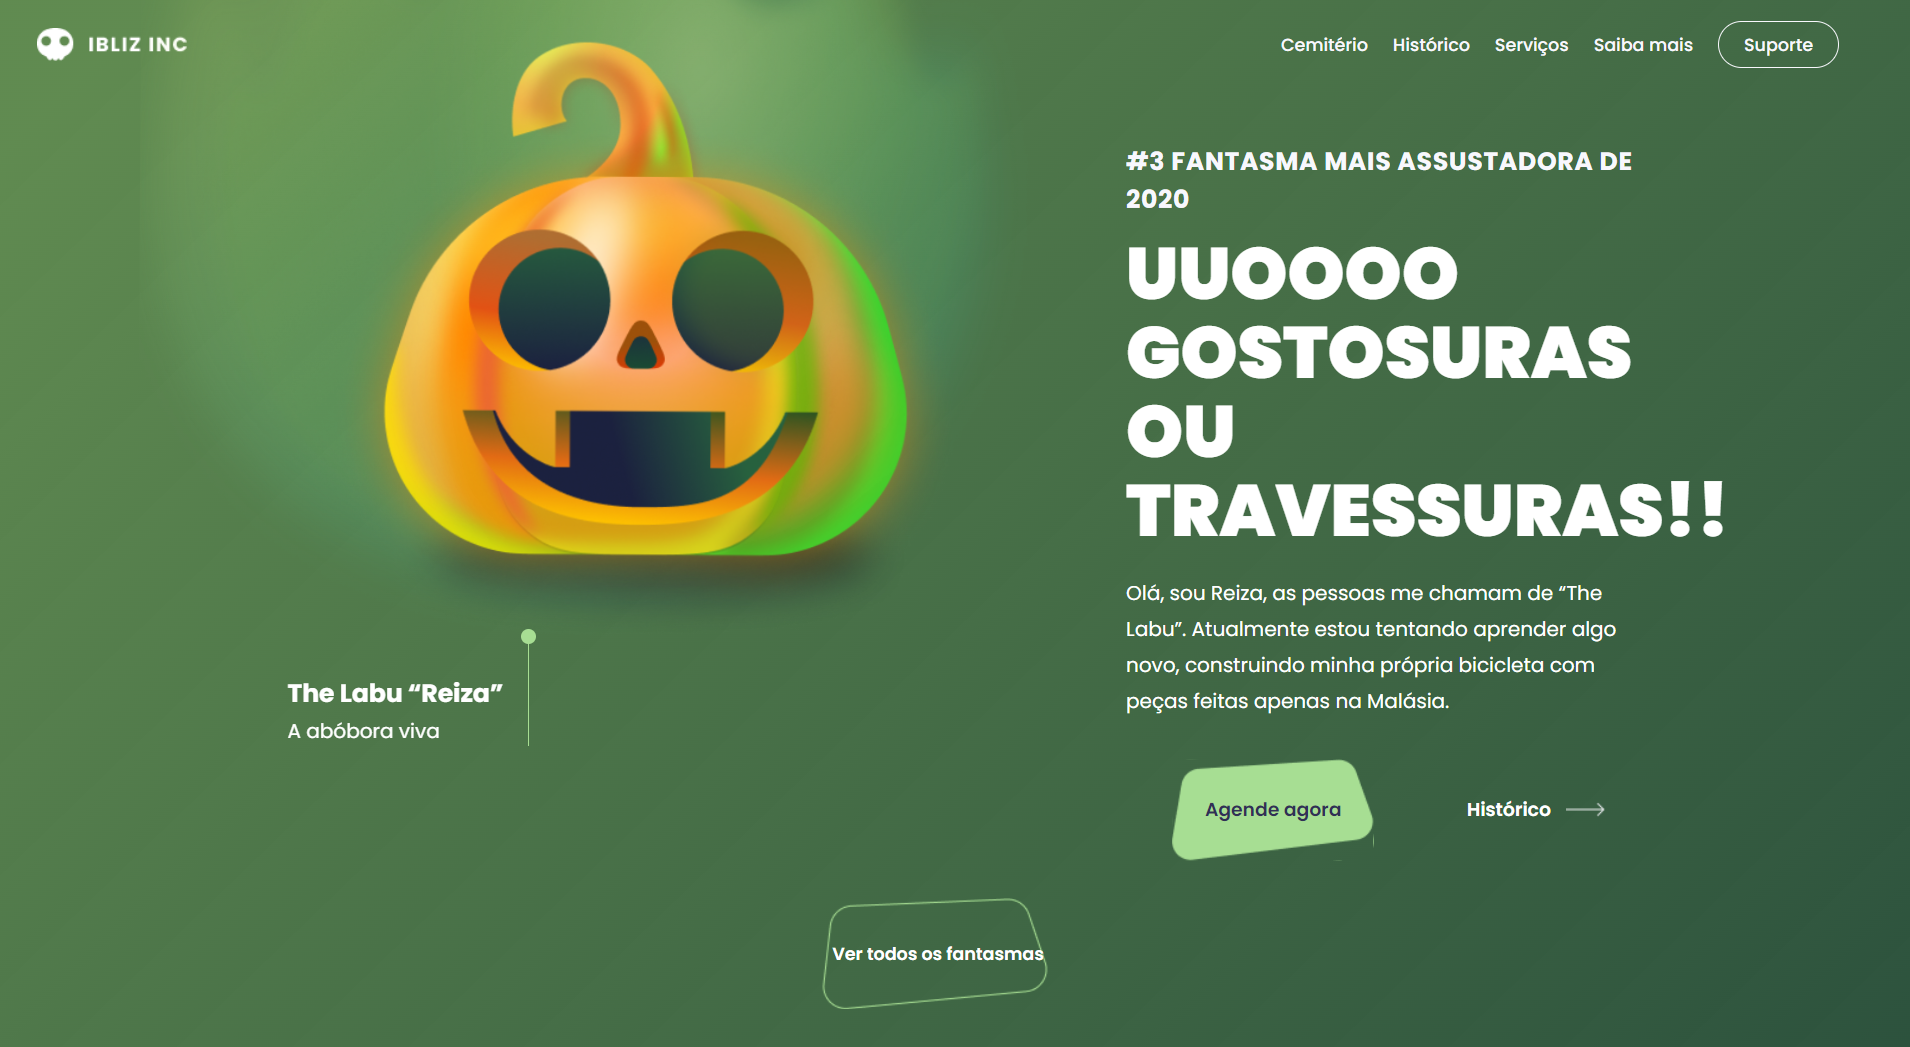 IBLIZ INC
Cemitério Histórico Serviços Saiba mais Suporte
#3 FANTASMA MAIS ASSUSTADORA DE
2020
UUOOOO
GOSTOSURAS
OU
TRAVESSURAS!!
Olá, sou Reiza, as pessoas me chamam de “The
Labu”. Atualmente estou tentando aprender algo
novo, construindo minha própria bicicleta com
peças feitas apenas na Malásia.
The Labu “Reiza”
A abóbora viva
Agende agora
Histórico
Ver todos os fantasmas